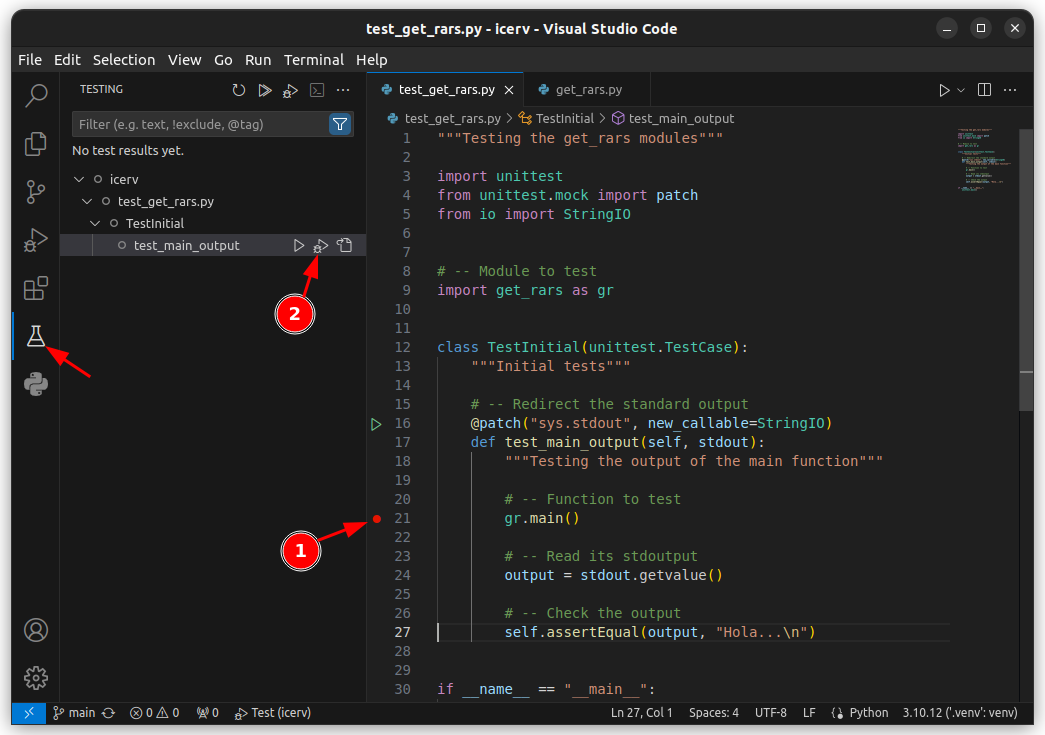 test_get_rars.py - icerv - Visual Studio Code
File Edit Selection View Go Run Terminal Help
TESTING
Filter (e.g. text, !exclude, @tag)
No test results yet.
icerv
test_get_rars.py
TestInitial
test_main_output
2
1
test_get_rars.py
get_rars.py
test_get_rars.py > TestInitial > test_main_output
1 """Testing the get_rars modules"""
2
3 import unittest
4 from unittest.mock import patch
5 from io import StringIO
6
7
8 # -- Module to test
9 import get_rars as gr
10
11
12 class TestInitial(unittest.TestCase):
13 """Initial tests"""
14
15 # -- Redirect the standard output
16 @patch("sys.stdout", new_callable=StringIO)
17 def test_main_output(self, stdout):
18 """Testing the output of the main function"""
19
20 # -- Function to test
21 gr.main()
22
23 # -- Read its stdoutput
24 output = stdout.getvalue()
25
26 # -- Check the output
27 self.assertEqual(output, "Hola...\n")
28
29
30 if __name__ == "__main__":
main 0 0 0 Test (icerv) Ln 27, Col 1 Spaces: 4 UTF-8 LF Python 3.10.12 ('.venv': venv)